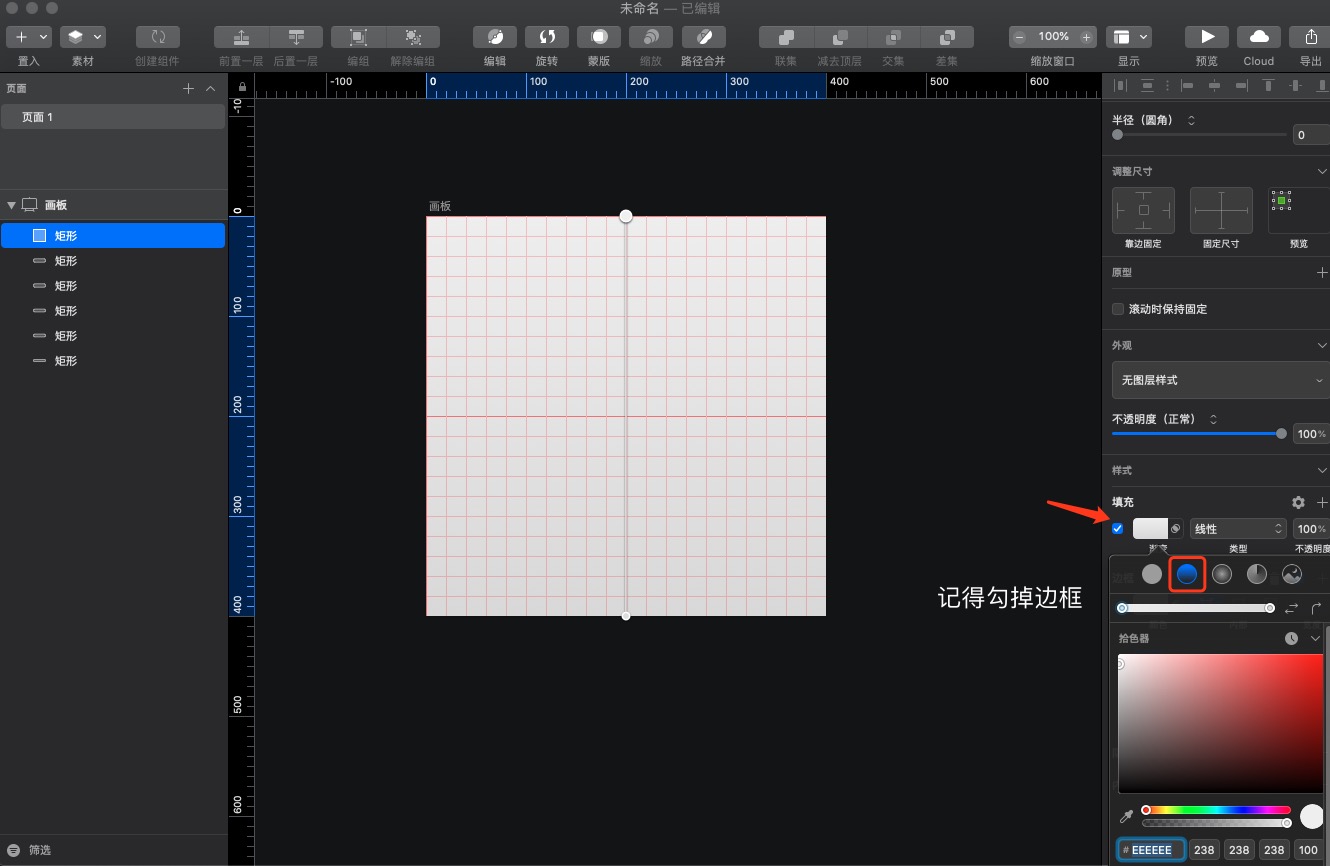 未命名 — 已编辑
100%
置入
素材
创建组件
前置一层
后置一层
编组
解除编组
编辑
旋转
蒙版
缩放
路径合并
联集
减去顶层
交集
差集
缩放窗口
显示
预览
Cloud
导出
页面
页面 1
画板
矩形
矩形
矩形
矩形
矩形
矩形
筛选
-100
0
100
200
300
400
500
600
-10
0
100
200
300
400
500
600
画板
记得勾掉边框
半径（圆角）
0
调整尺寸
靠边固定
固定尺寸
预览
原型
滚动时保持固定
外观
无图层样式
不透明度（正常）
100%
样式
填充
线性
100%
类型
不透明度
边框
拾色器
# EEEEEE
238
238
238
100